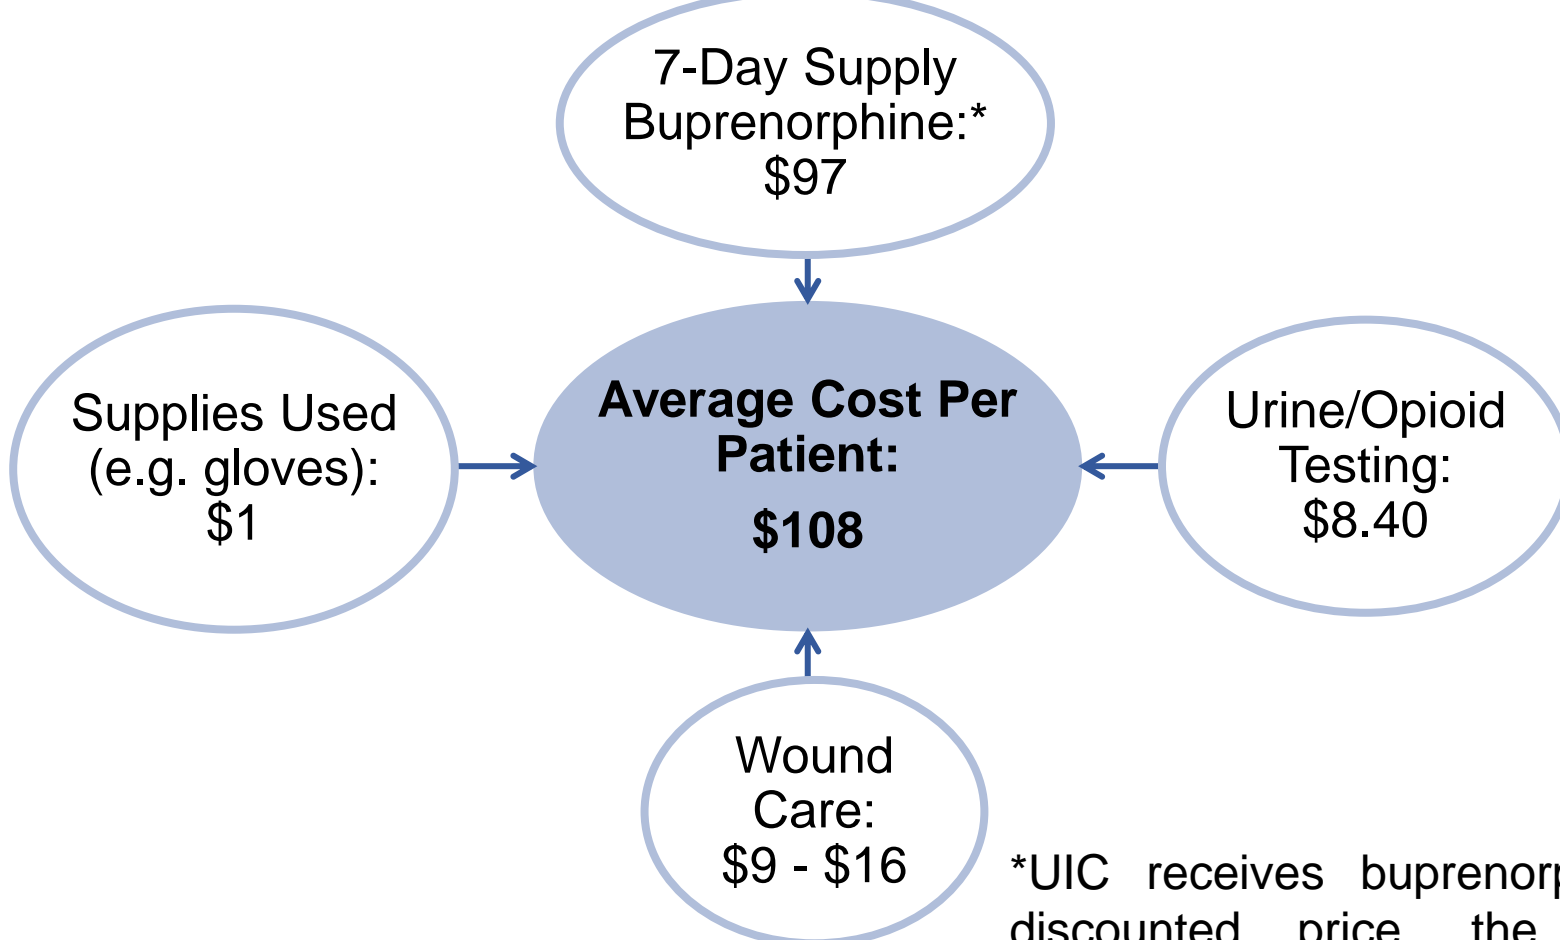 7-Day Supply
Buprenorphine:*
$97
Supplies Used
(e.g. gloves):
$1
Average Cost Per
Patient:
$108
Urine/Opioid
Testing:
$8.40
Wound
Care:
$9 - $16
*UIC receives
discounted price the